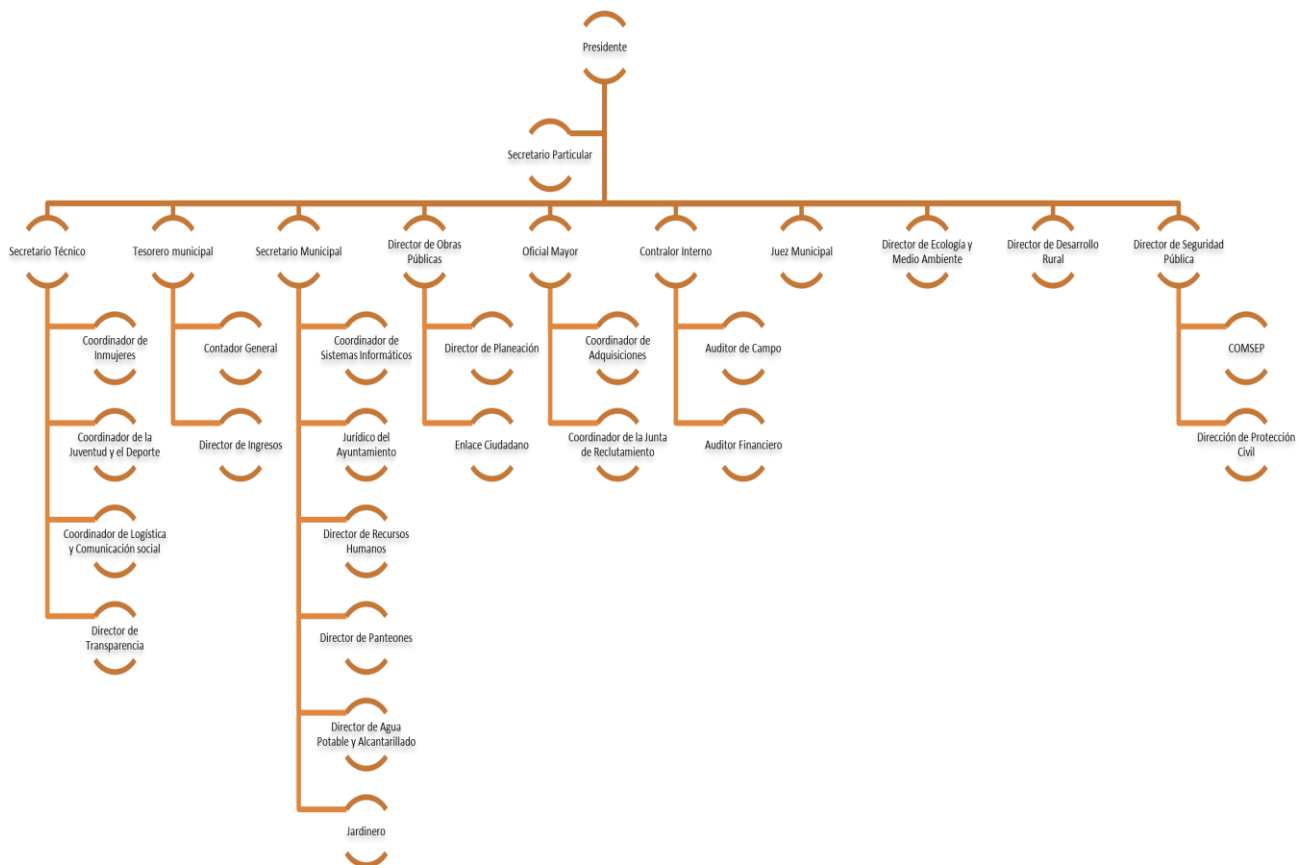 Presidente
Secretario Particular
Secretario Técnico
Tesorero municipal
Secretario Municipal
Director de Obras
Públicas
Oficial Mayor
Contralor Interno
Juez Municipal
Director de Ecología y
Medio Ambiente
Director de Desarrollo
Rural
Director de Seguridad
Pública
Coordinador de
Inmujeres
Contador General
Coordinador de
Sistemas Informáticos
Director de Planeación
Coordinador de
Adquisiciones
Auditor de Campo
COMSEP
Coordinador de la
Juventud y el Deporte
Director de Ingresos
Jurídico del
Ayuntamiento
Enlace Ciudadano
Coordinador de la Junta
de Reclutamiento
Auditor Financiero
Dirección de Protección
Civil
Coordinador de Logística
y Comunicación social
Director de Recursos
Humanos
Director de
Transparencia
Director de Panteones
Director de Agua
Potable y Alcantarillado
Jardinero